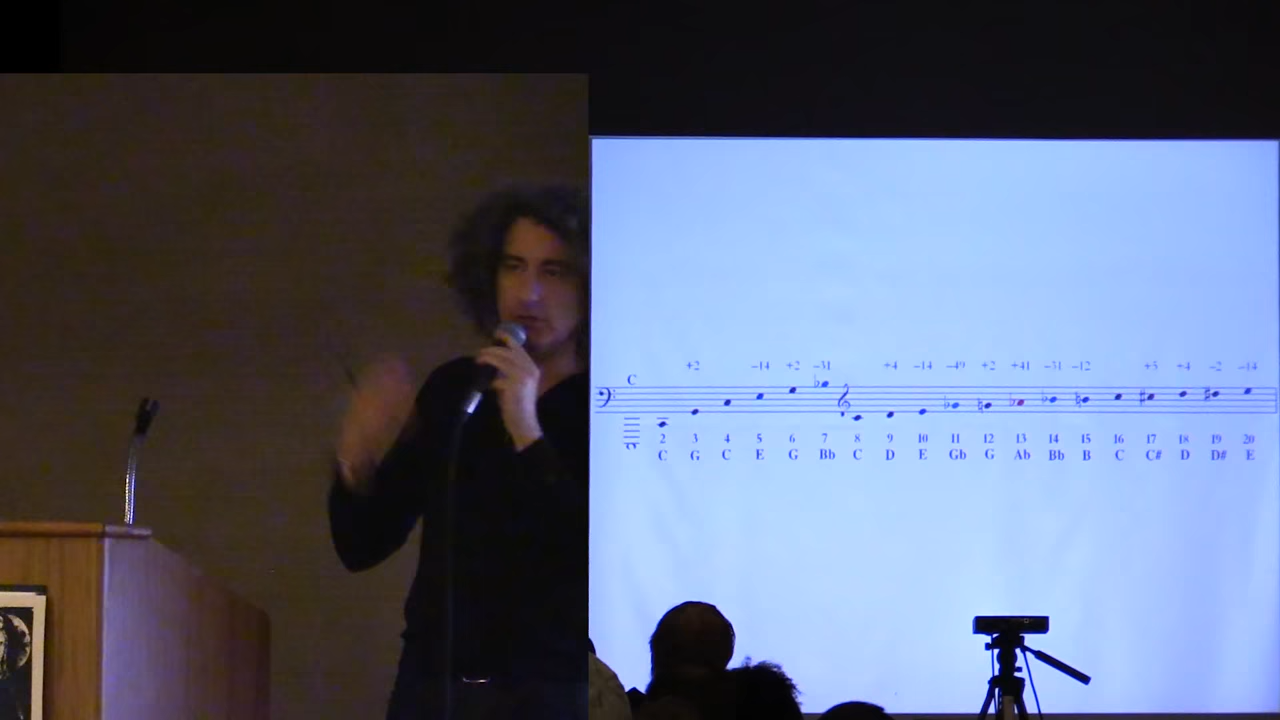 +2 −14 +2 −31 +4 −14 −49 +2 +41 −31 −12 +5 +4 −2 −14
C
2 3 4 5 6 7 8 9 10 11 12 13 14 15 16 17 18 19 20
C G C E G Bb C D E Gb G Ab Bb B C C# D D# E